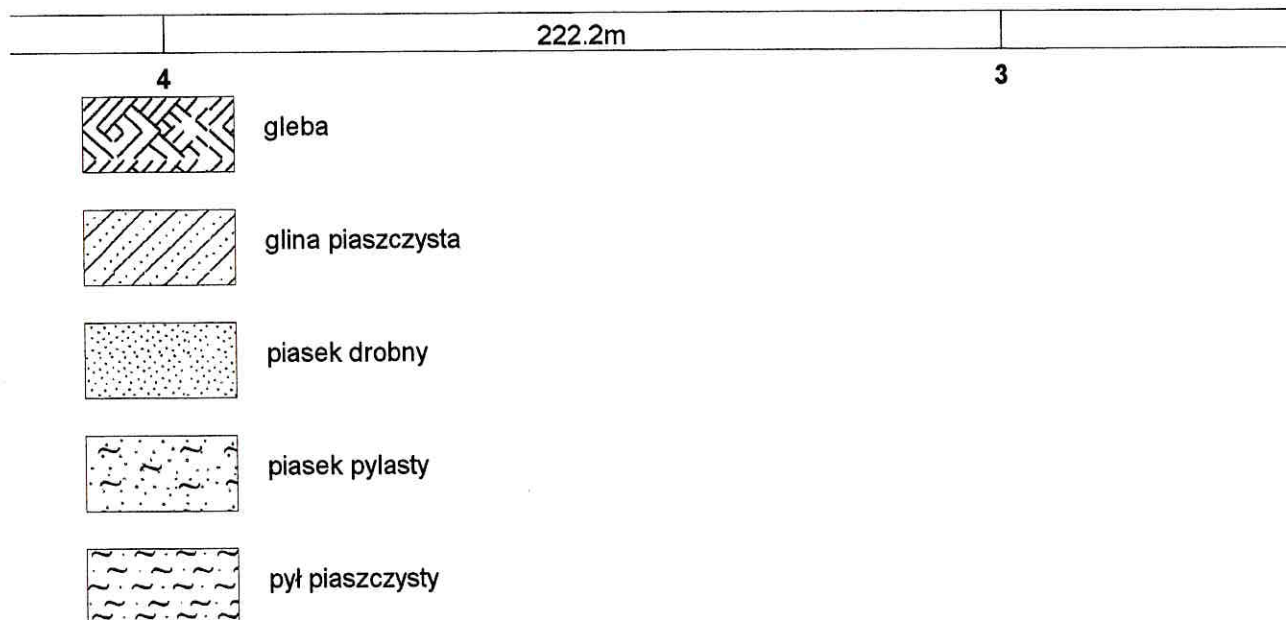 222.2m
4 3
gleba
glina piaszczysta
piasek drobny
piasek pylasty
pył piaszczysty